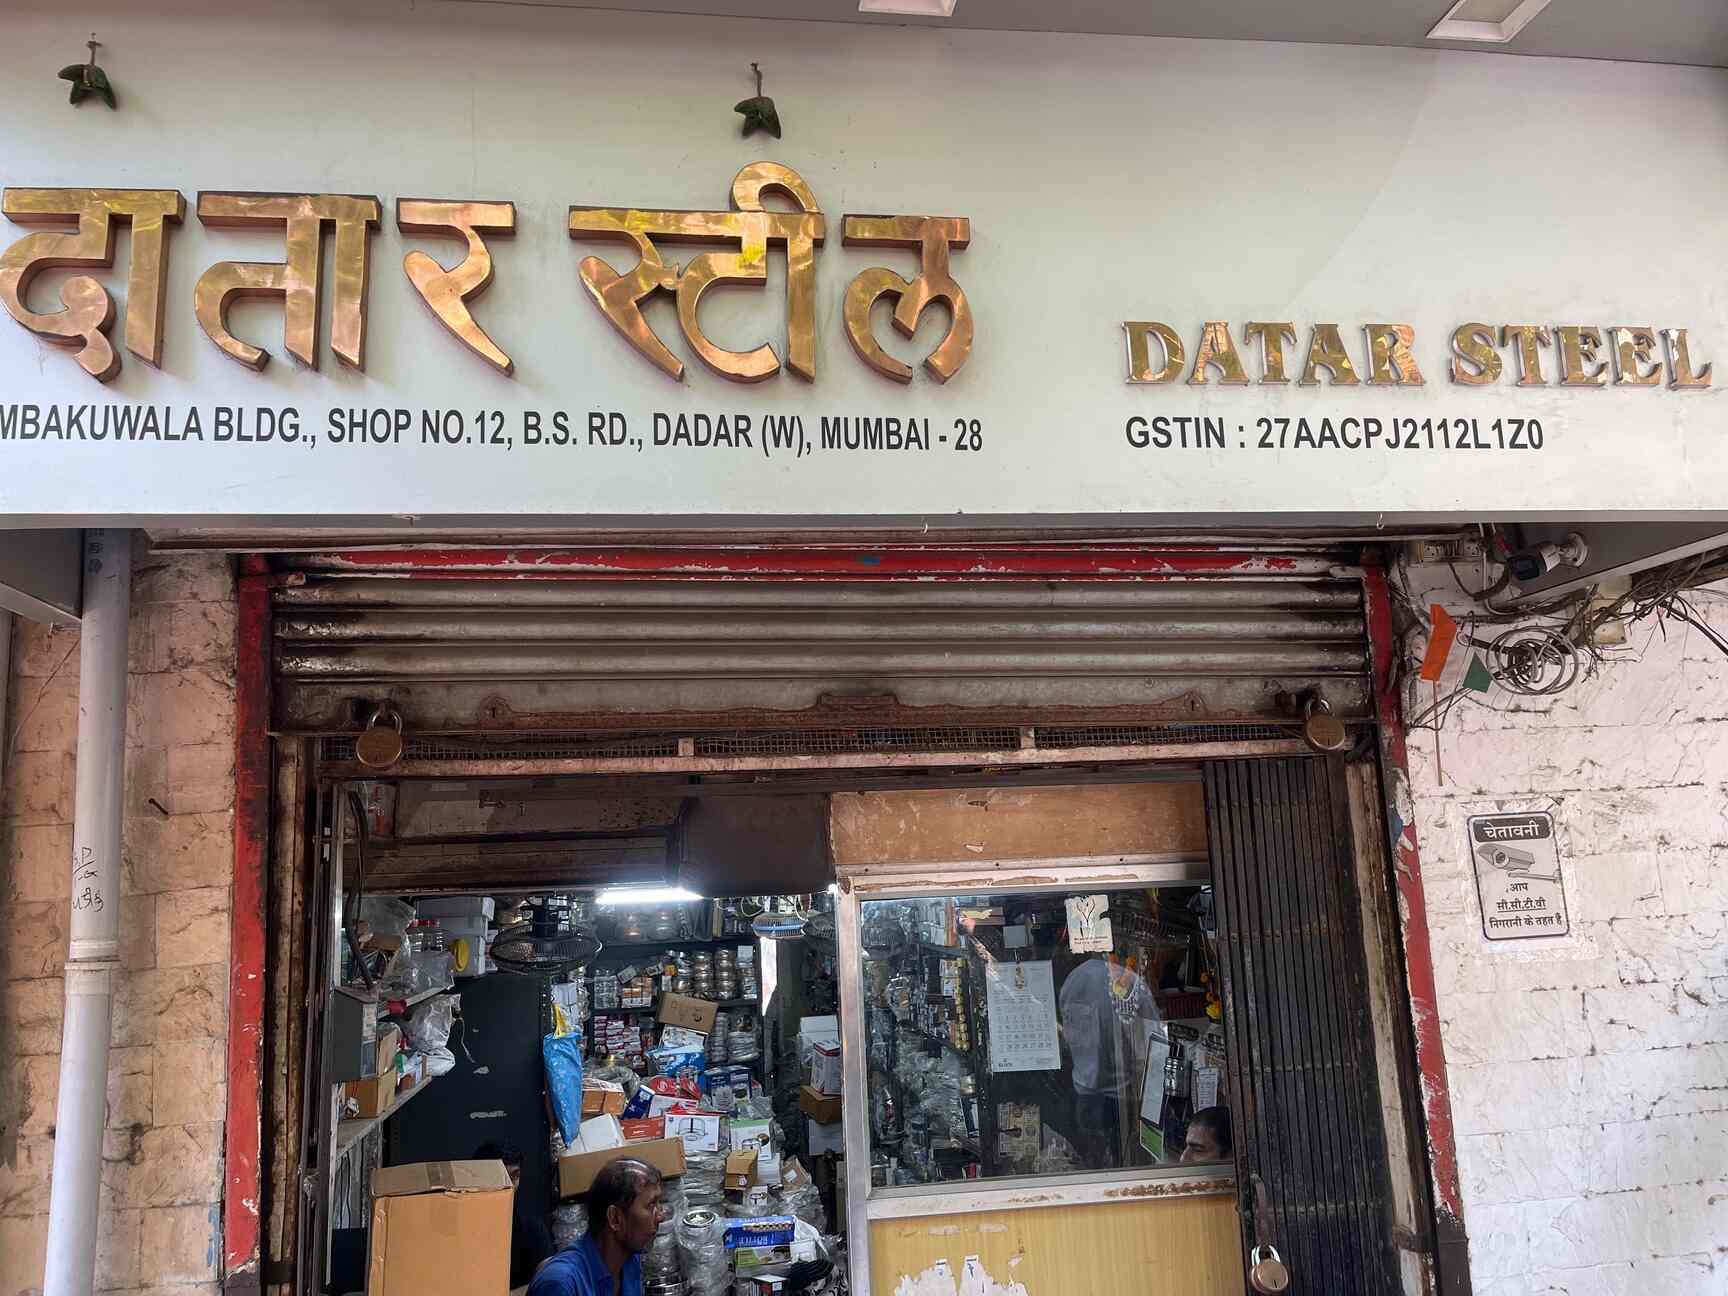 दातार स्टील
DATAR STEEL
MBAKUWALA BLDG., SHOP NO.12, B.S. RD., DADAR (W), MUMBAI - 28
GSTIN : 27AACPJ2112L1Z0
चेतावनी
आप
सी.सी.टी.वी
निगरानी के तहत है